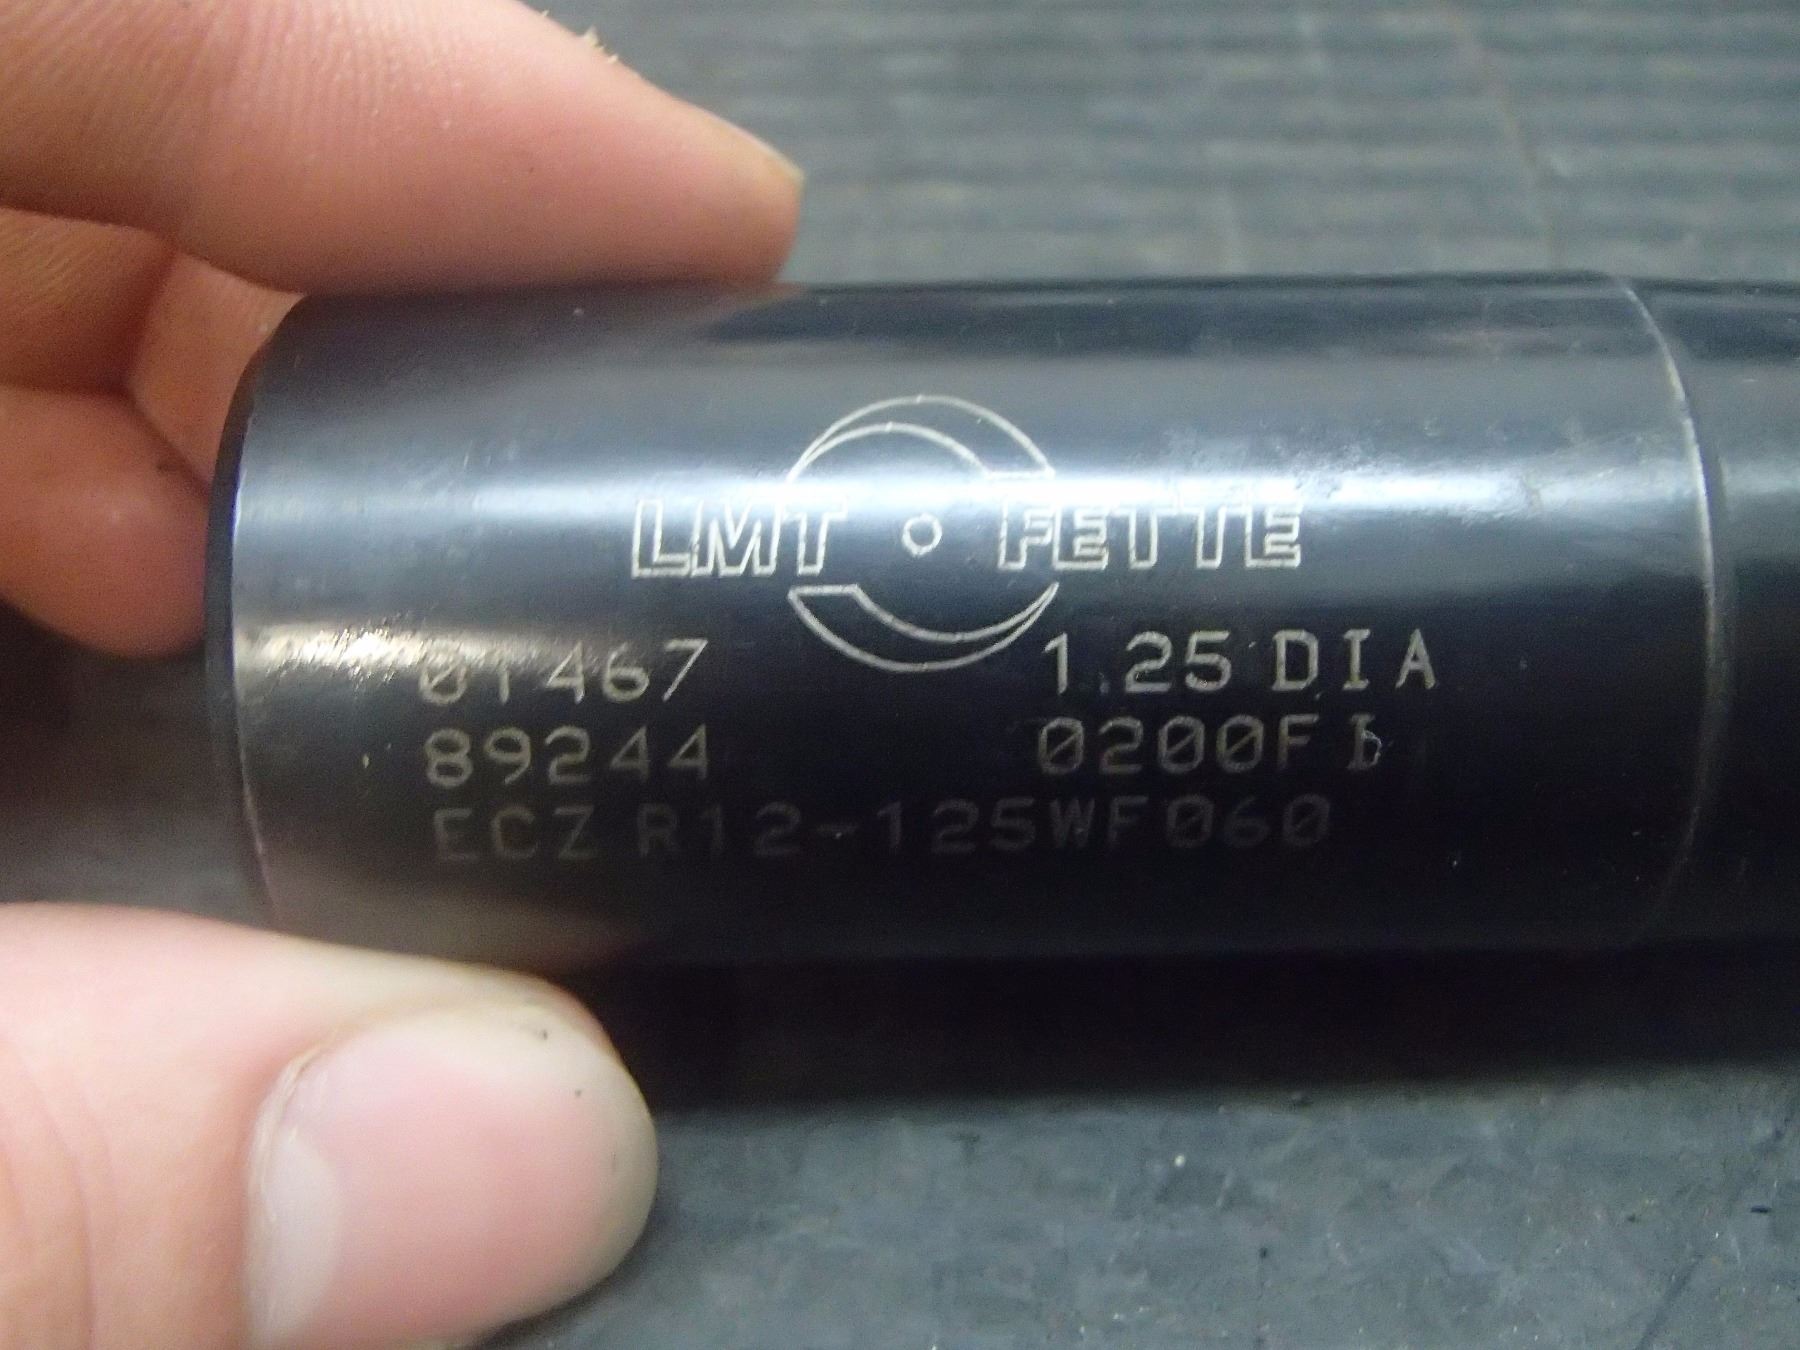 LMT FETTE
01467 1.25 DIA
89244 0200F
ECZ R12-125WF060